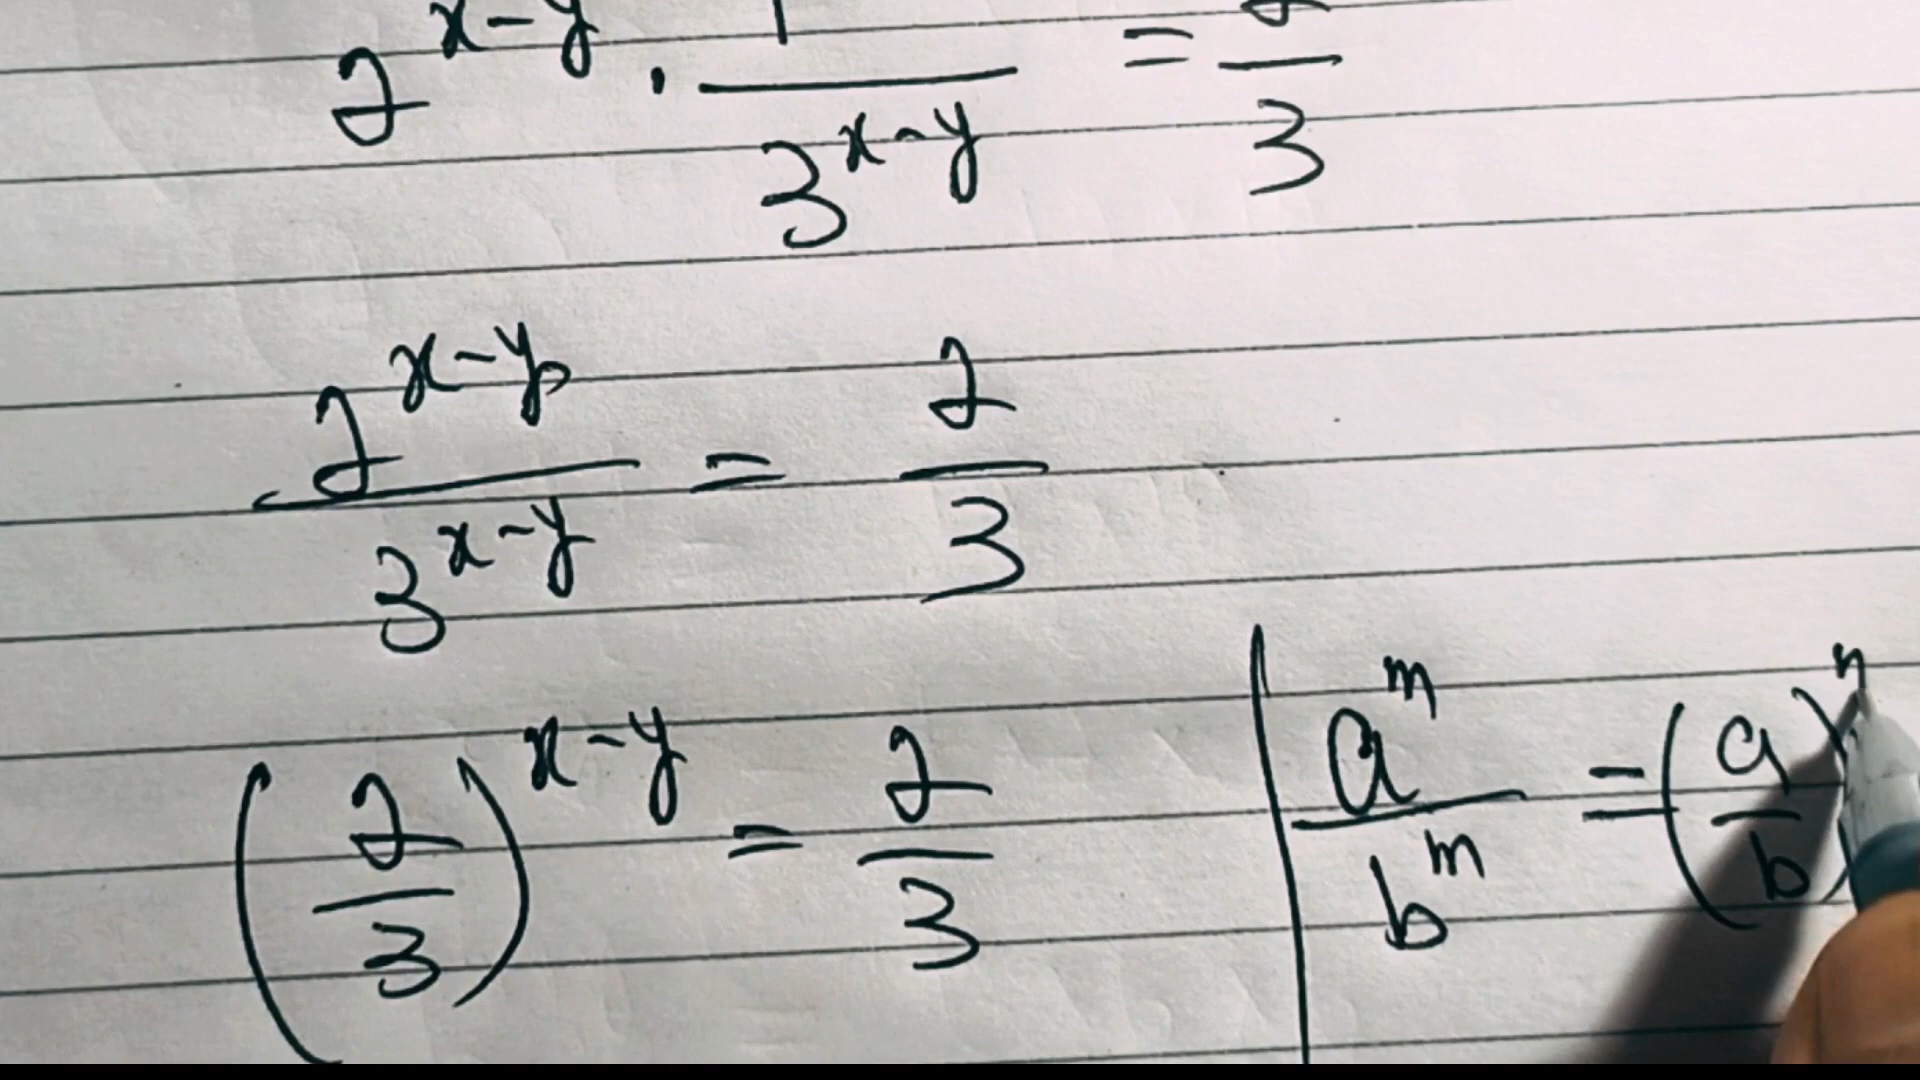 2^{x-y} · 1/3^{x-y} = 2/3
2^{x-y}/3^{x-y} = 2/3
(2/3)^{x-y} = 2/3
a^m/b^m = (a/b)^